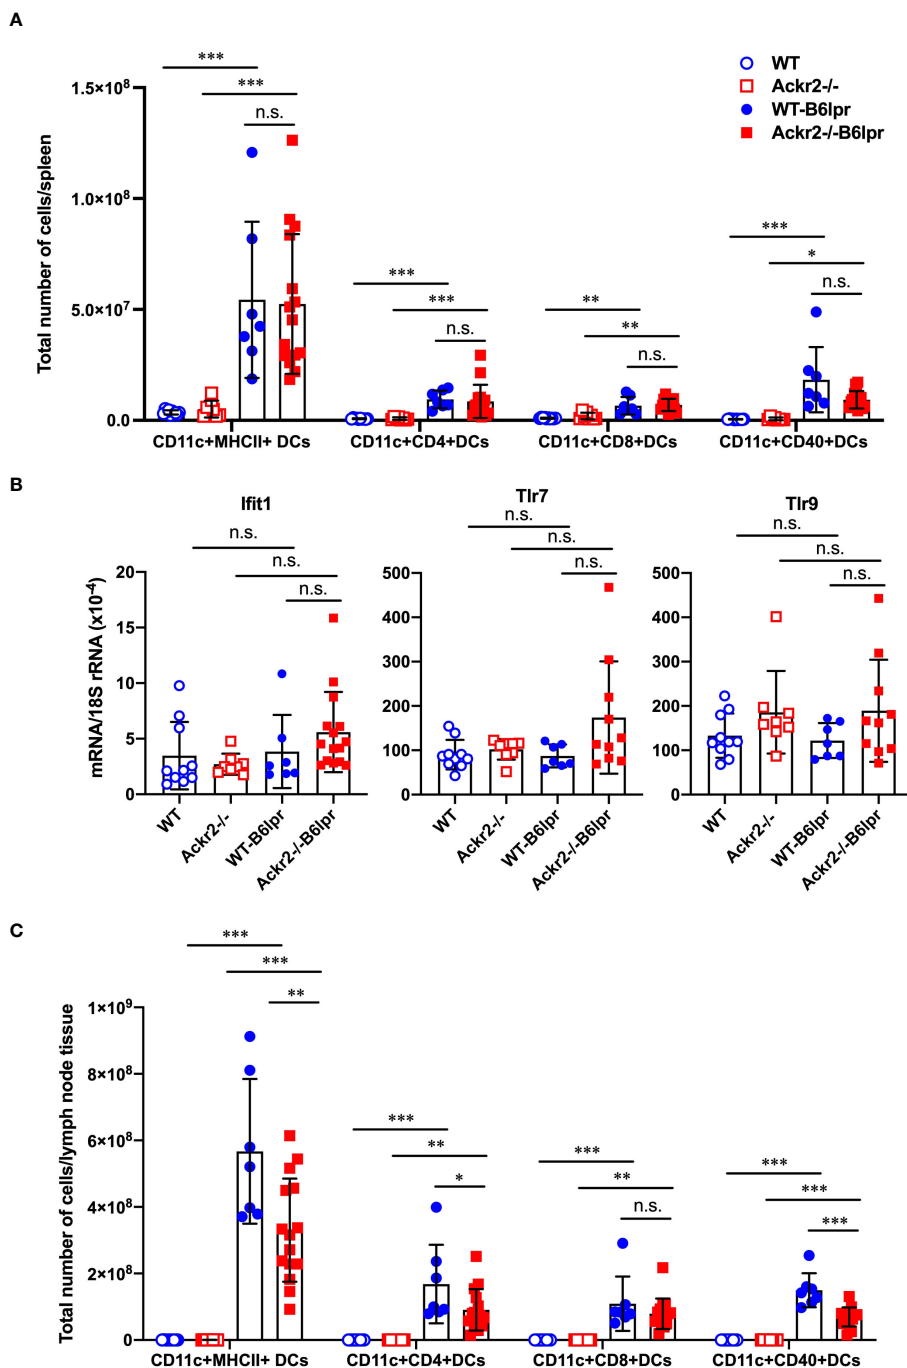 A
*** 
***
n.s.
WT
Ackr2-/-
WT-B6lpr
Ackr2-/-B6lpr
Total number of cells/spleen
1.5×10⁸
1.0×10⁸
5.0×10⁷
0.0
***
***
n.s.
**
**
n.s.
***
*
n.s.
CD11c+MHCII+ DCs
CD11c+CD4+DCs
CD11c+CD8+DCs
CD11c+CD40+DCs
B
Ifit1
n.s.
n.s.
n.s.
mRNA/18S rRNA (x10⁻⁴)
20
15
10
5
0
WT
Ackr2-/-
WT-B6lpr
Ackr2-/-B6lpr
Tlr7
n.s.
n.s.
n.s.
500
400
300
200
100
0
WT
Ackr2-/-
WT-B6lpr
Ackr2-/-B6lpr
Tlr9
n.s.
n.s.
n.s.
500
400
300
200
100
0
WT
Ackr2-/-
WT-B6lpr
Ackr2-/-B6lpr
C
***
***
**
Total number of cells/lymph node tissue
1×10⁹
8×10⁸
6×10⁸
4×10⁸
2×10⁸
0
***
**
*
***
**
n.s.
***
***
***
CD11c+MHCII+ DCs
CD11c+CD4+DCs
CD11c+CD8+DCs
CD11c+CD40+DCs